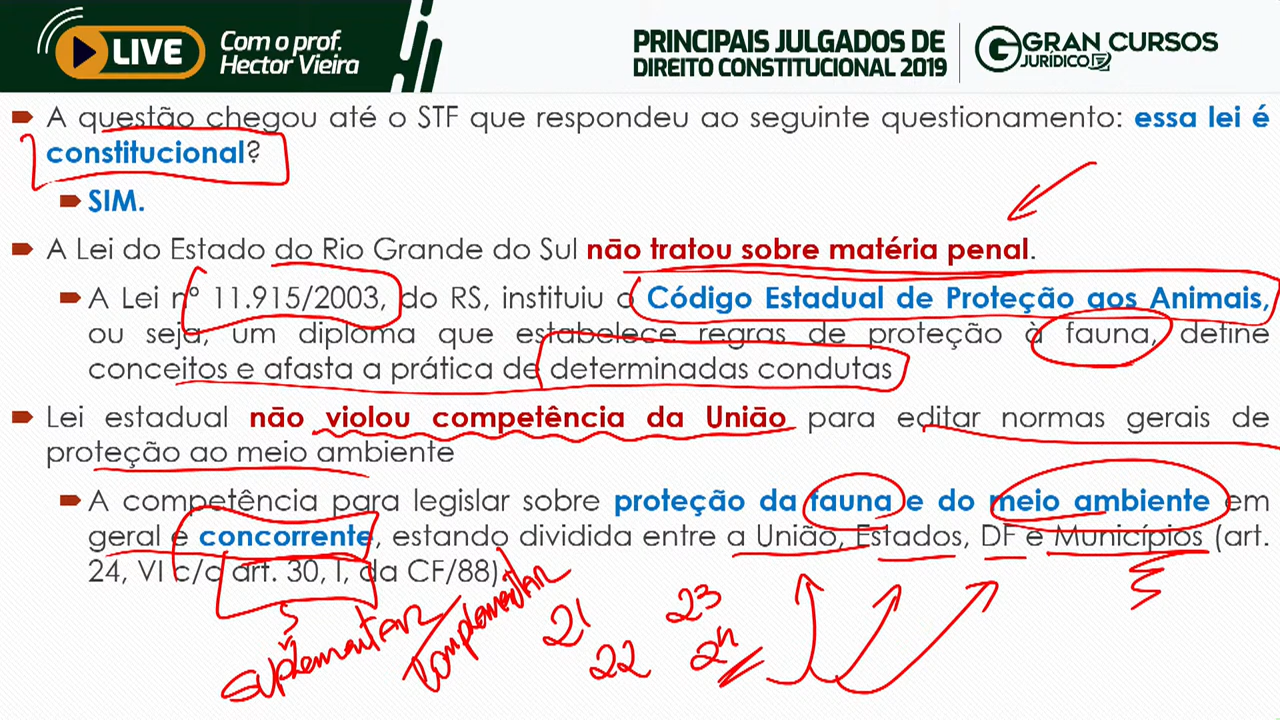 LIVE
Com o prof.
Hector Vieira
PRINCIPAIS JULGADOS DE
DIREITO CONSTITUCIONAL 2019
GRAN CURSOS
JURÍDICO
A questão chegou até o STF que respondeu ao seguinte questionamento: essa lei é
constitucional?
SIM.
A Lei do Estado do Rio Grande do Sul não tratou sobre matéria penal.
A Lei nº 11.915/2003, do RS, instituiu o Código Estadual de Proteção aos Animais,
ou seja, um diploma que estabelece regras de proteção à fauna, define
conceitos e afasta a prática de determinadas condutas
Lei estadual não violou competência da União para editar normas gerais de
proteção ao meio ambiente
A competência para legislar sobre proteção da fauna e do meio ambiente em
geral é concorrente, estando dividida entre a União, Estados, DF e Municípios (art.
24, VI c/c art. 30, I, da CF/88)
suplementar
complementar
21
22
23
24